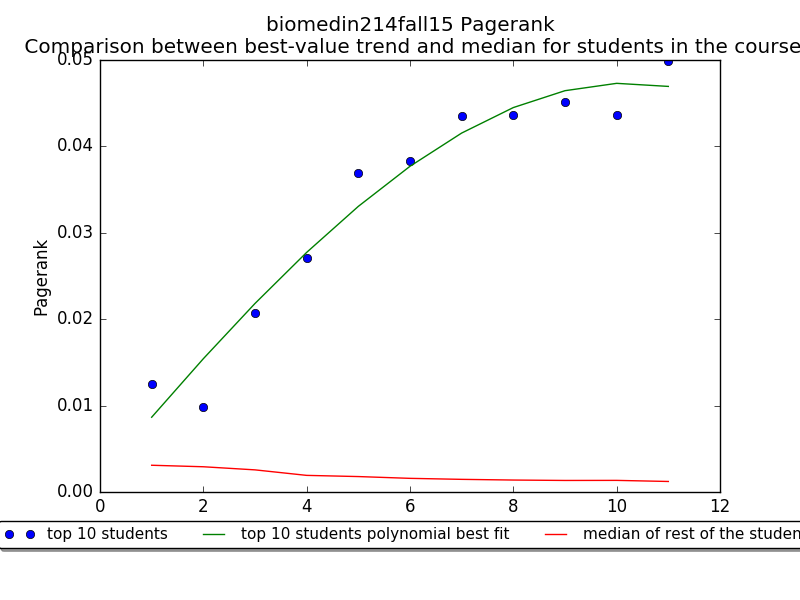 biomedin214fall15 Pagerank
Comparison between best-value trend and median for students in the course
0.05
0.04
0.03
0.02
0.01
0.00
Pagerank
0 2 4 6 8 10 12
top 10 students top 10 students polynomial best fit median of rest of the studen